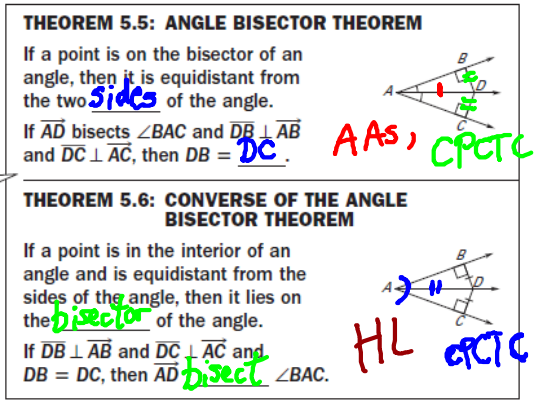 THEOREM 5.5: ANGLE BISECTOR THEOREM
If a point is on the bisector of an
angle, then it is equidistant from
the two sides of the angle.
If AD bisects ∠BAC and DB ⊥ AB
and DC ⊥ AC, then DB = DC.
B
A
D
C
AAs, CPCTC
THEOREM 5.6: CONVERSE OF THE ANGLE
BISECTOR THEOREM
If a point is in the interior of an
angle and is equidistant from the
sides of the angle, then it lies on
the bisector of the angle.
If DB ⊥ AB and DC ⊥ AC and
DB = DC, then AD bisect ∠BAC.
B
A
D
C
HL CPCTC